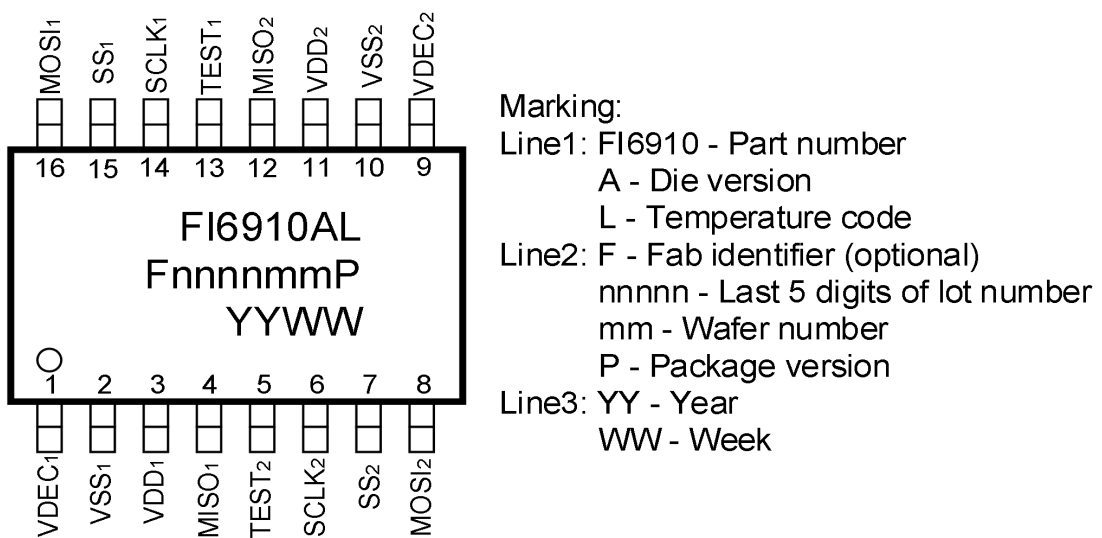 MOSI1 SS1 SCLK1 TEST1 MISO2 VDD2 VSS2 VDEC2
16 15 14 13 12 11 10 9
FI6910AL
FnnnnmmP
YYWW
1 2 3 4 5 6 7 8
VDEC1 VSS1 VDD1 MISO1 TEST2 SCLK2 SS2 MOSI2
Marking:
Line1: FI6910 - Part number
A - Die version
L - Temperature code
Line2: F - Fab identifier (optional)
nnnnn - Last 5 digits of lot number
mm - Wafer number
P - Package version
Line3: YY - Year
WW - Week